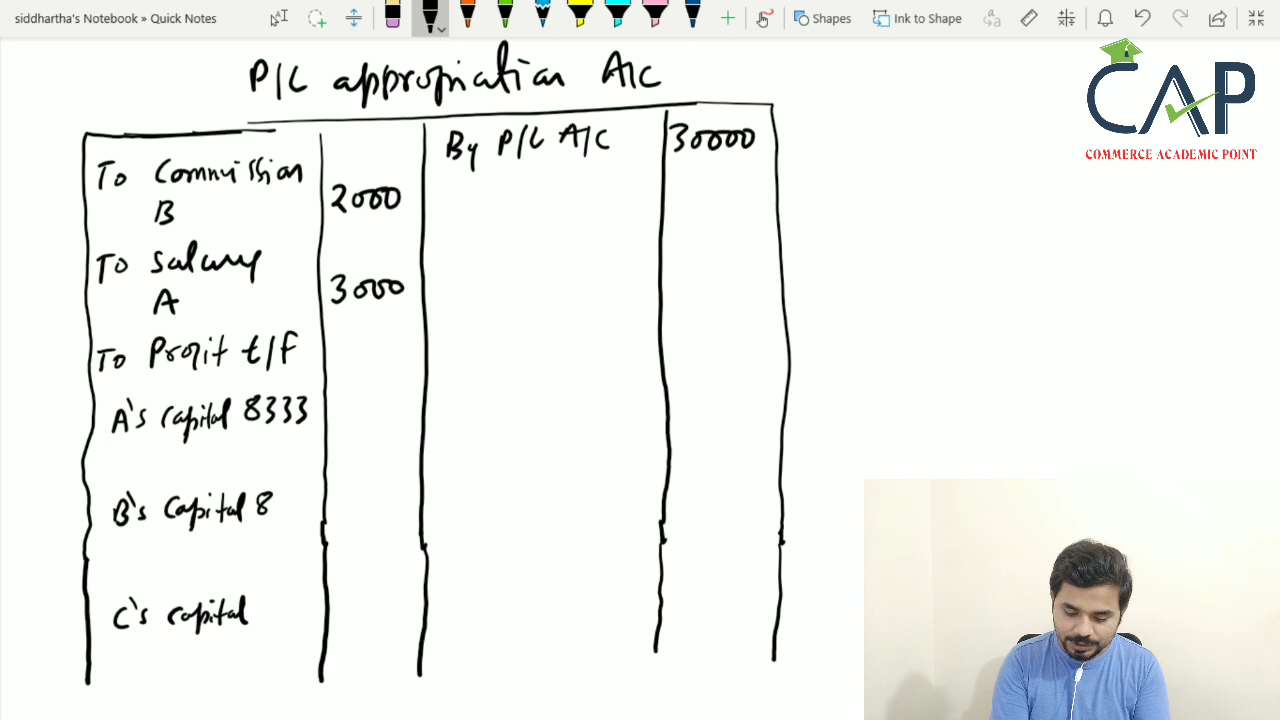 siddhartha's Notebook » Quick Notes
Shapes
Ink to Shape
P/L appropriation A/C
CAP
COMMERCE ACADEMIC POINT
By P/L A/C 30000
To Commission
B 2000
To Salary
A 3000
To Profit t/f
A's Capital 8333
B's Capital 8
C's capital